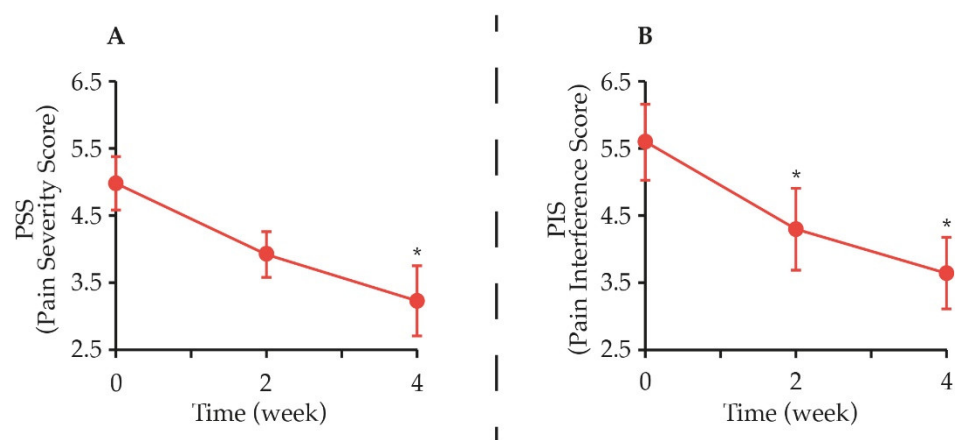 A
PSS
(Pain Severity Score)
6.5
5.5
4.5
3.5
2.5
*
0
2
4
Time (week)
B
PIS
(Pain Interference Score)
6.5
5.5
4.5
3.5
2.5
*
*
0
2
4
Time (week)